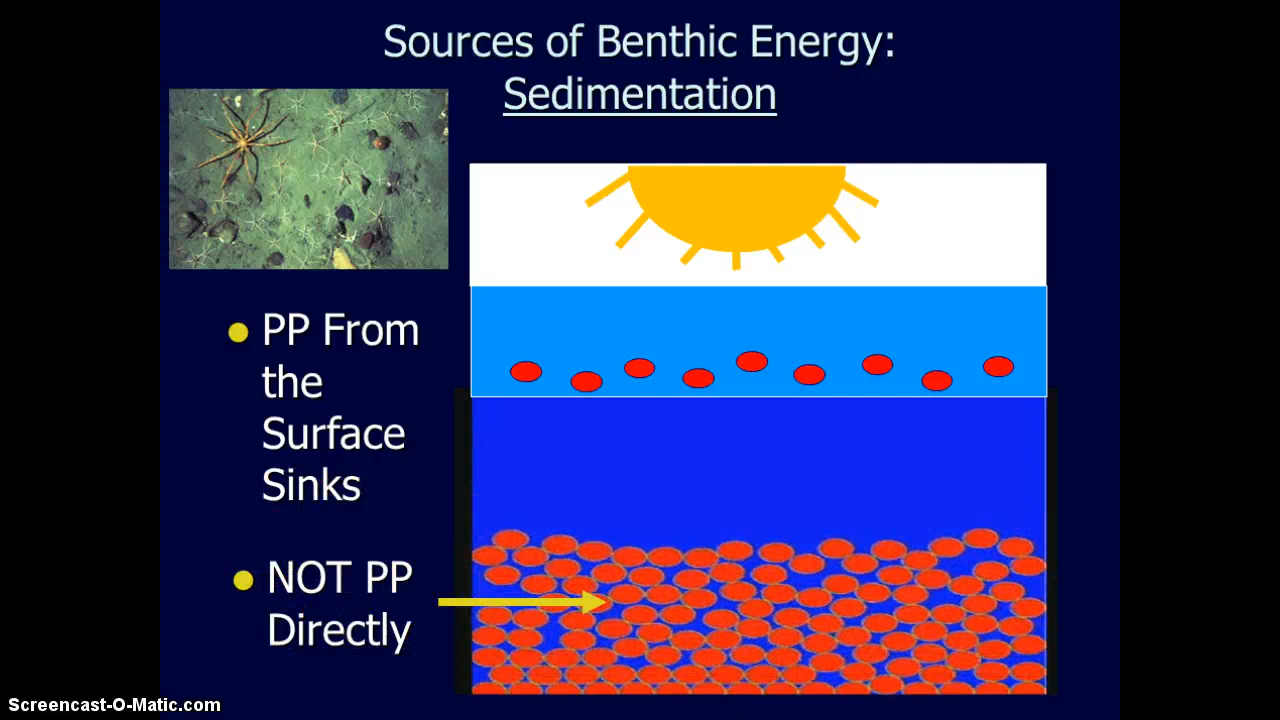 Sources of Benthic Energy:
Sedimentation
PP From
the
Surface
Sinks
NOT PP
Directly
Screencast-O-Matic.com